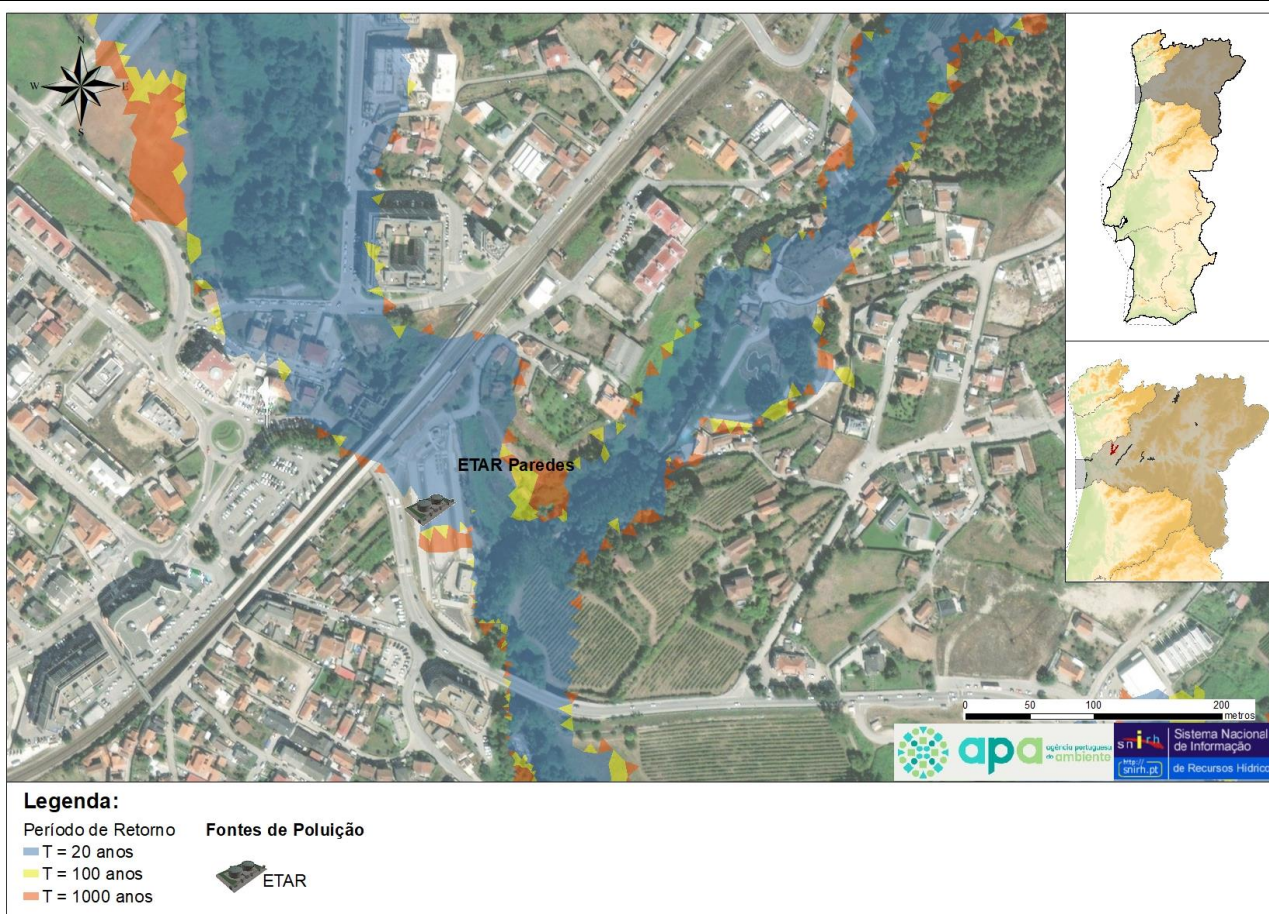 N
W E
S
ETAR Paredes
0 50 100 200
metros
apa agência portuguesa
do ambiente
snirh Sistema Nacional
de Informação
http://
snirh.pt de Recursos Hídrico
Legenda:
Período de Retorno Fontes de Poluição
T = 20 anos
T = 100 anos
ETAR
T = 1000 anos